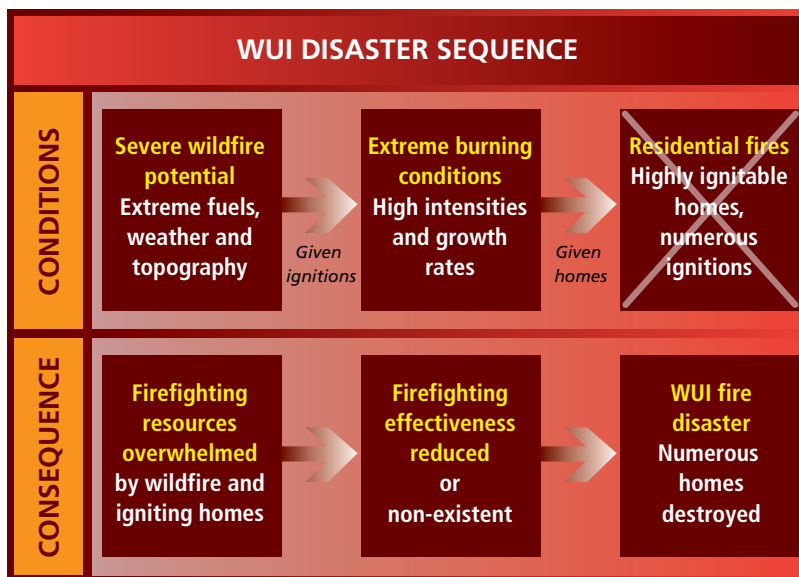 WUI DISASTER SEQUENCE
CONDITIONS
Severe wildfire
potential
Extreme fuels,
weather and
topography
Given
ignitions
Extreme burning
conditions
High intensities
and growth
rates
Given
homes
Residential fires
Highly ignitable
homes,
numerous
ignitions
CONSEQUENCE
Firefighting
resources
overwhelmed
by wildfire and
igniting homes
Firefighting
effectiveness
reduced
or
non-existent
WUI fire
disaster
Numerous
homes
destroyed